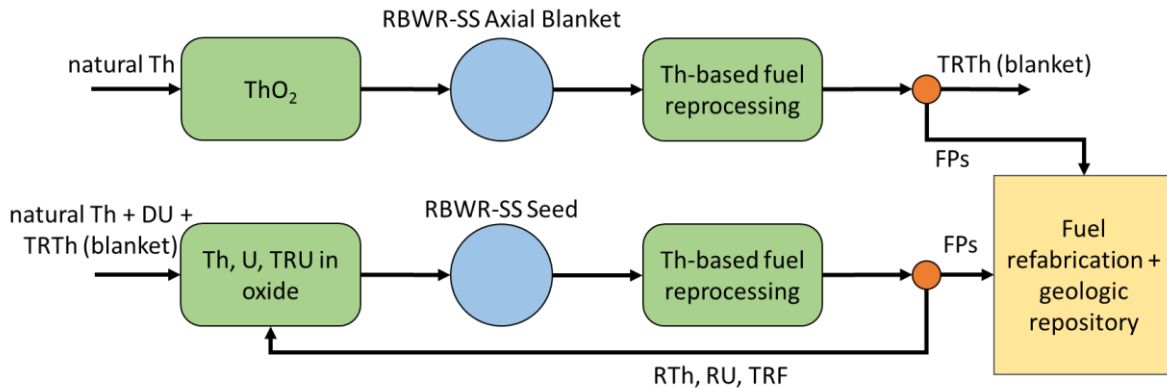 RBWR-SS Axial Blanket
natural Th
ThO₂
Th-based fuel
reprocessing
TRTh (blanket)
FPs
natural Th + DU +
TRTh (blanket)
Th, U, TRU in
oxide
RBWR-SS Seed
Th-based fuel
reprocessing
FPs
Fuel
refabrication +
geologic
repository
RTh, RU, TRF